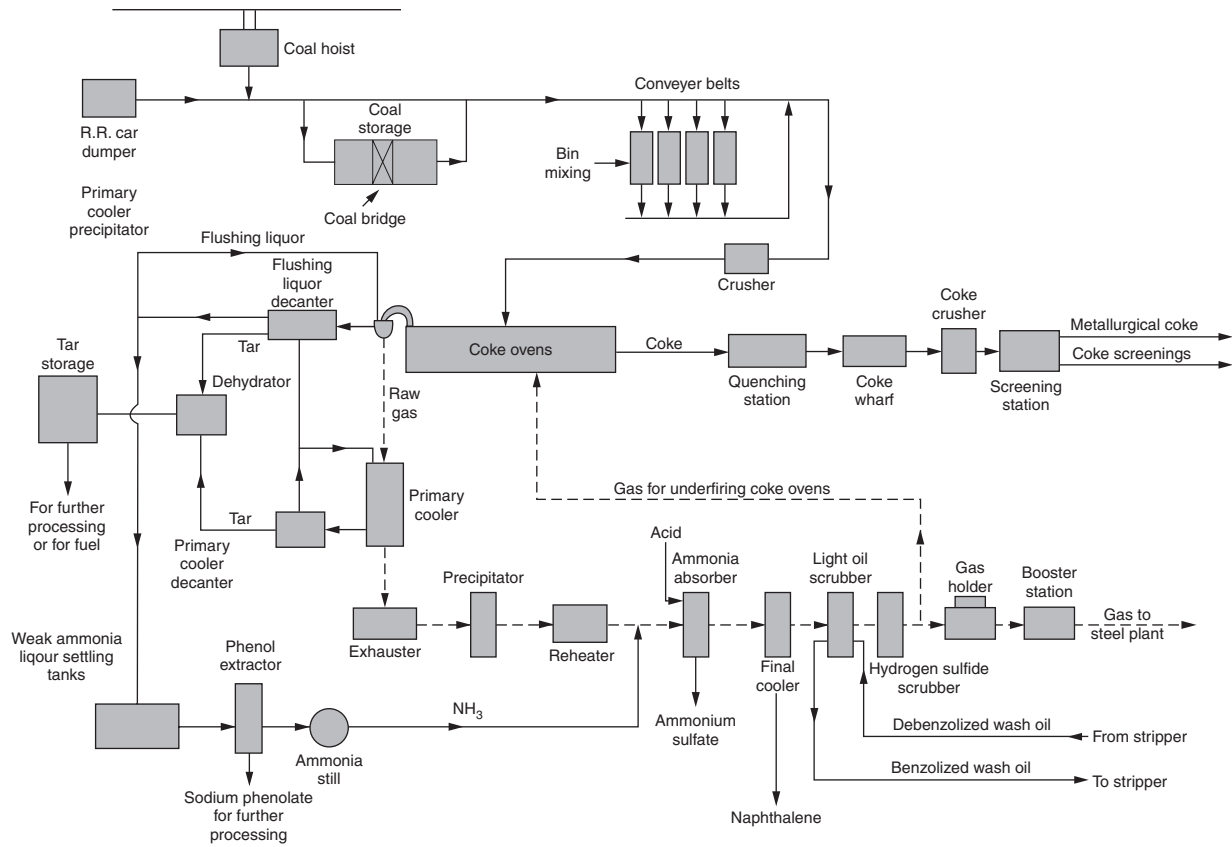 Coal hoist
Conveyer belts
Coal
storage
R.R. car
dumper
Bin
mixing
Primary
cooler
precipitator
Coal bridge
Flushing liquor
Flushing
liquor
decanter
Crusher
Coke
crusher
Metallurgical coke
Coke screenings
Tar
storage
Tar
Coke ovens
Coke
Dehydrator
Quenching
station
Coke
wharf
Screening
station
Raw
gas
Primary
cooler
Gas for underfiring coke ovens
For further
processing
or for fuel
Tar
Primary
cooler
decanter
Acid
Ammonia
absorber
Light oil
scrubber
Gas
holder
Booster
station
Precipitator
Gas to
steel plant
Weak ammonia
liqour settling
tanks
Phenol
extractor
Exhauster
Reheater
Final
cooler
Hydrogen sulfide
scrubber
NH3
Ammonium
sulfate
Debenzolized wash oil
From stripper
Ammonia
still
Benzolized wash oil
To stripper
Sodium phenolate
for further
processing
Naphthalene